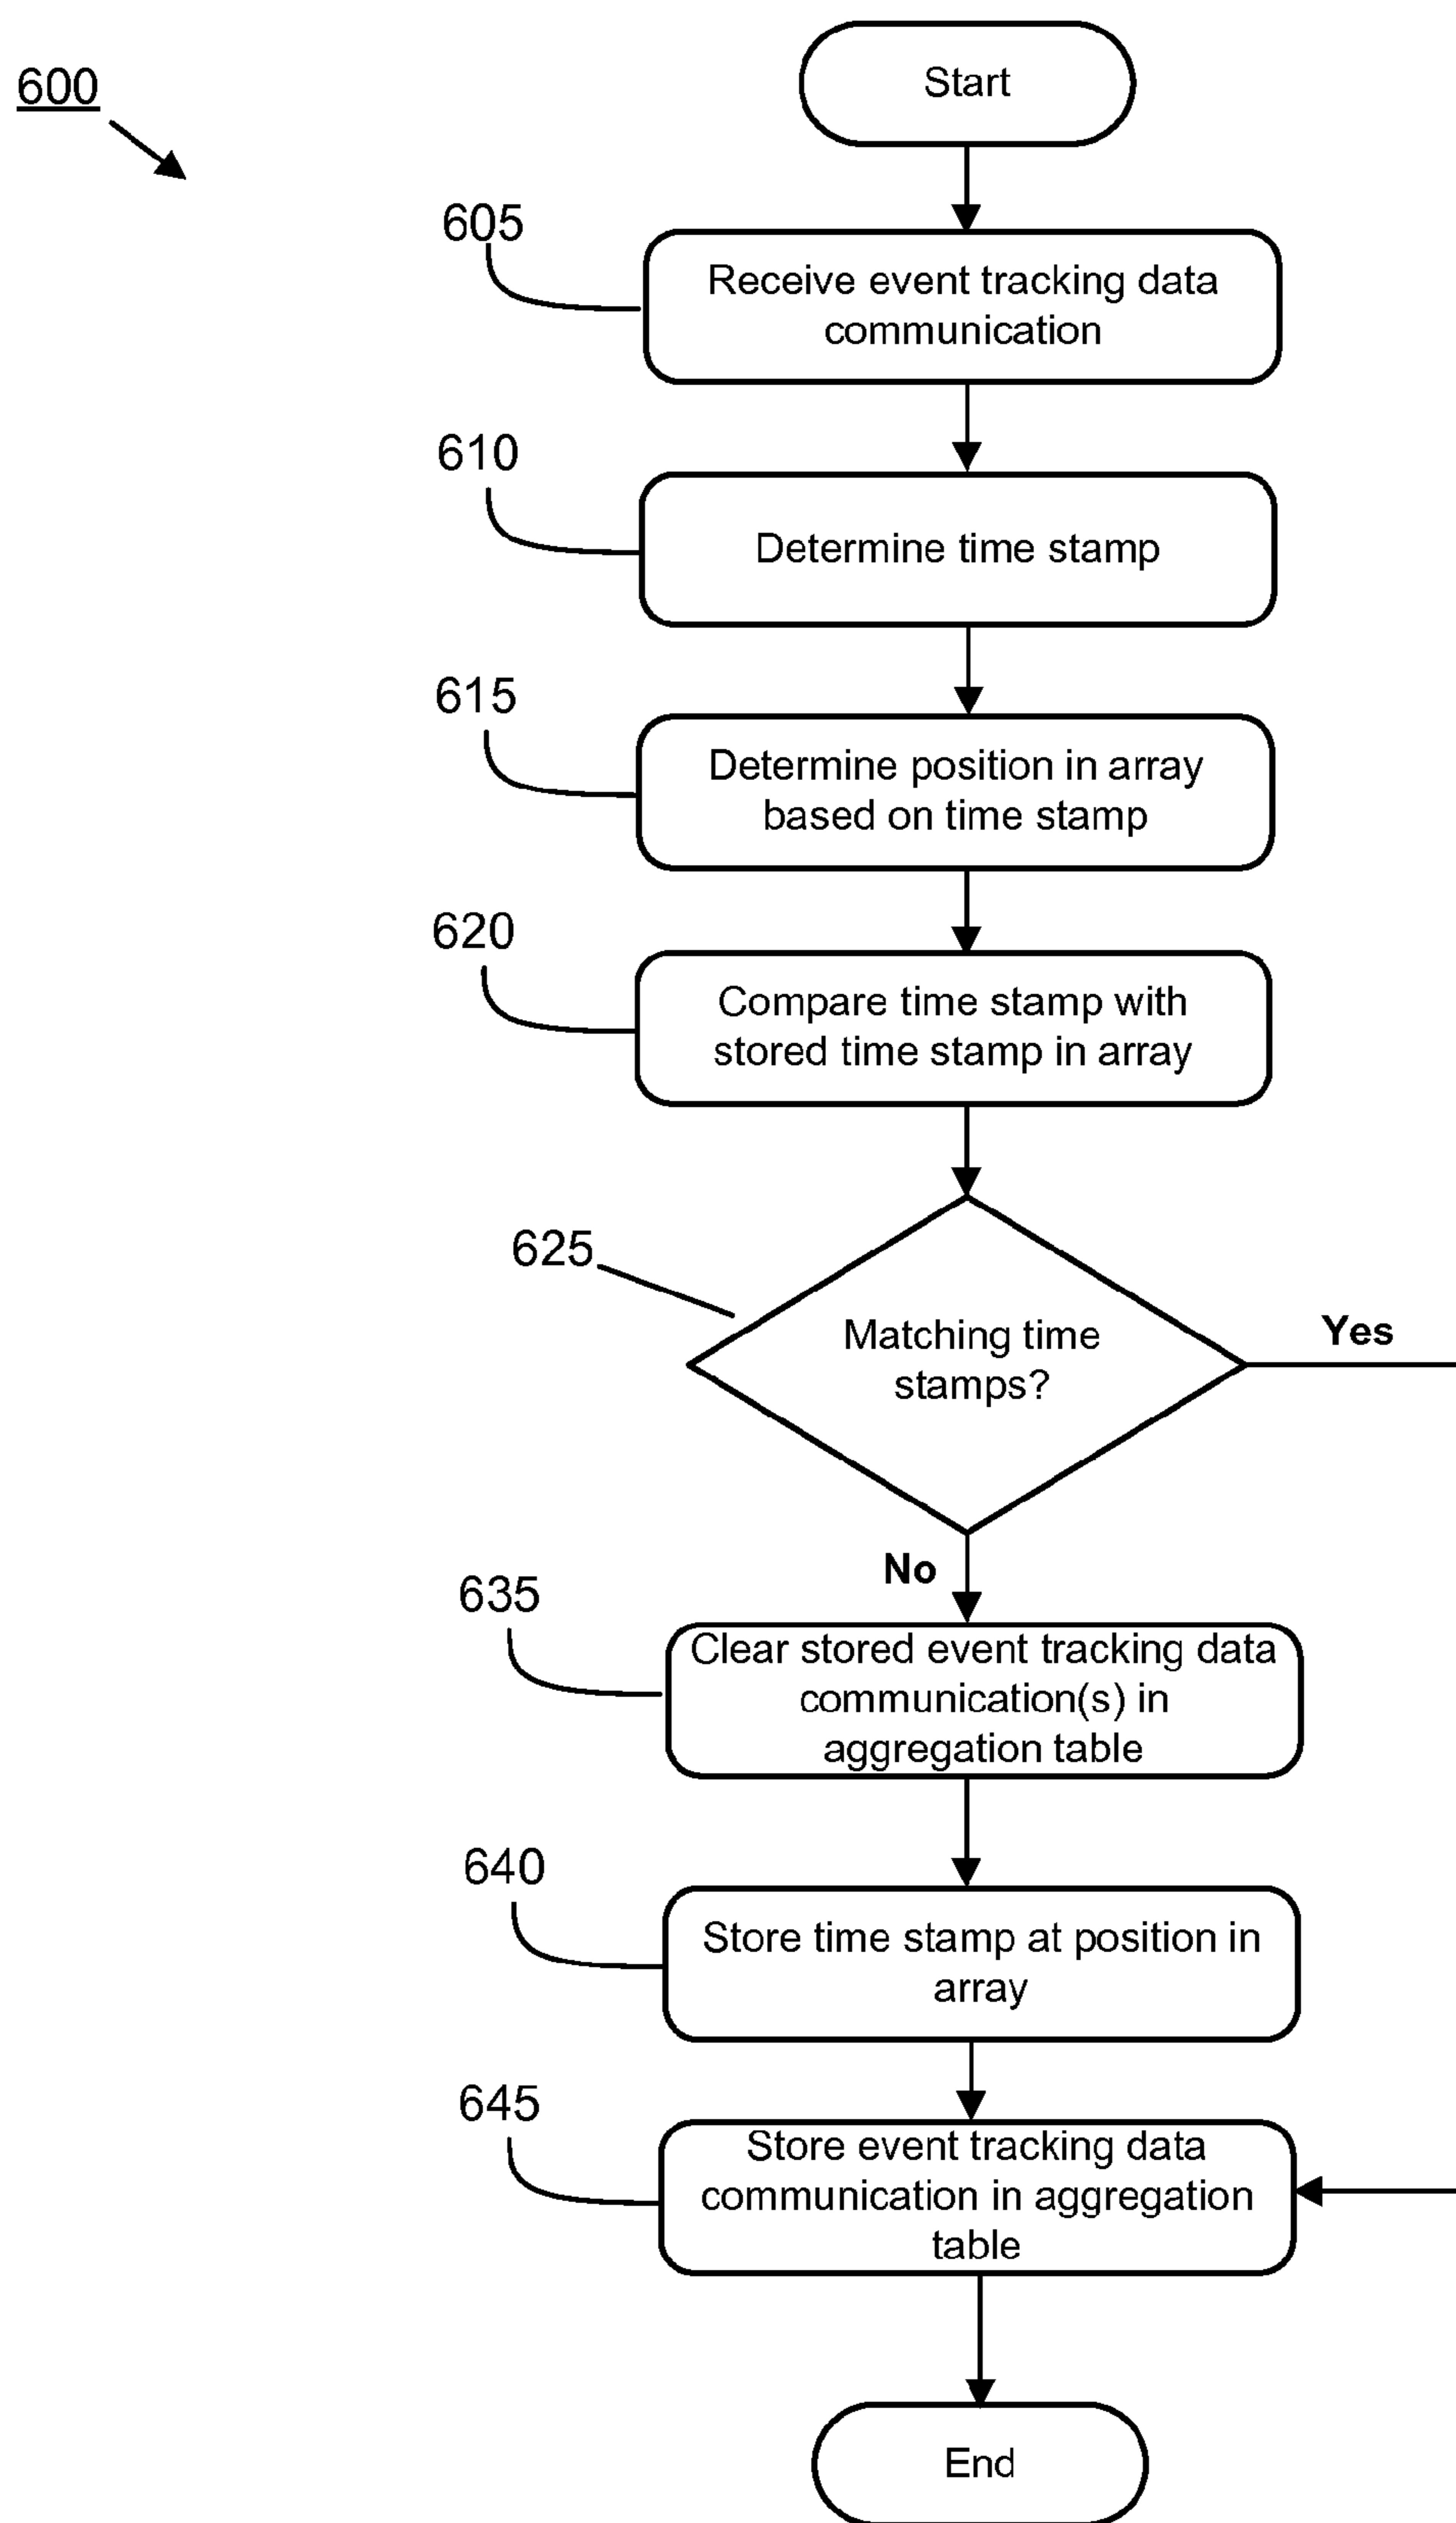 600
Start
605
Receive event tracking data
communication
610
Determine time stamp
615
Determine position in array
based on time stamp
620
Compare time stamp with
stored time stamp in array
625
Matching time
stamps?
Yes
No
635
Clear stored event tracking data
communication(s) in
aggregation table
640
Store time stamp at position in
array
645
Store event tracking data
communication in aggregation
table
End